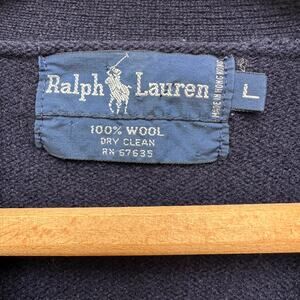 Ralph Lauren
MADE IN HONG KONG
L
100% WOOL
DRY CLEAN
RN 67635